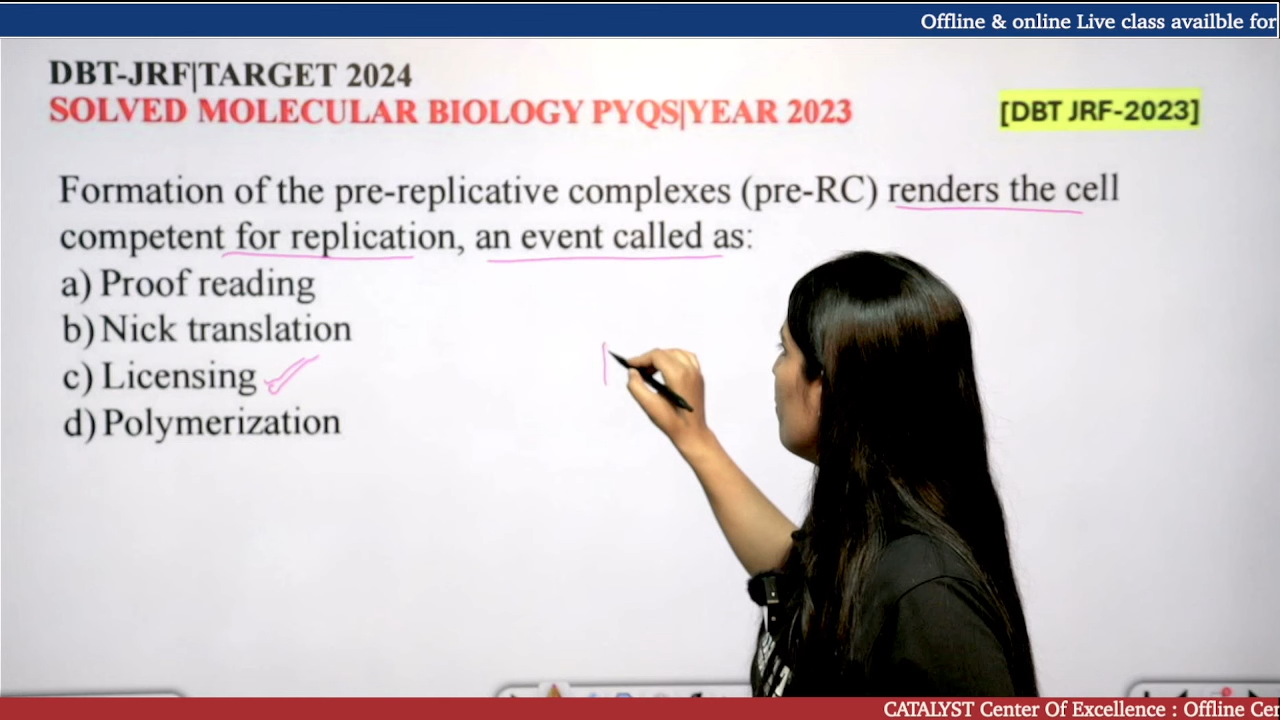 Offline & online Live class availble for
DBT-JRF|TARGET 2024
SOLVED MOLECULAR BIOLOGY PYQS|YEAR 2023
[DBT JRF-2023]
Formation of the pre-replicative complexes (pre-RC) renders the cell
competent for replication, an event called as:
a) Proof reading
b) Nick translation
c) Licensing
d) Polymerization
CATALYST Center Of Excellence : Offline Cer